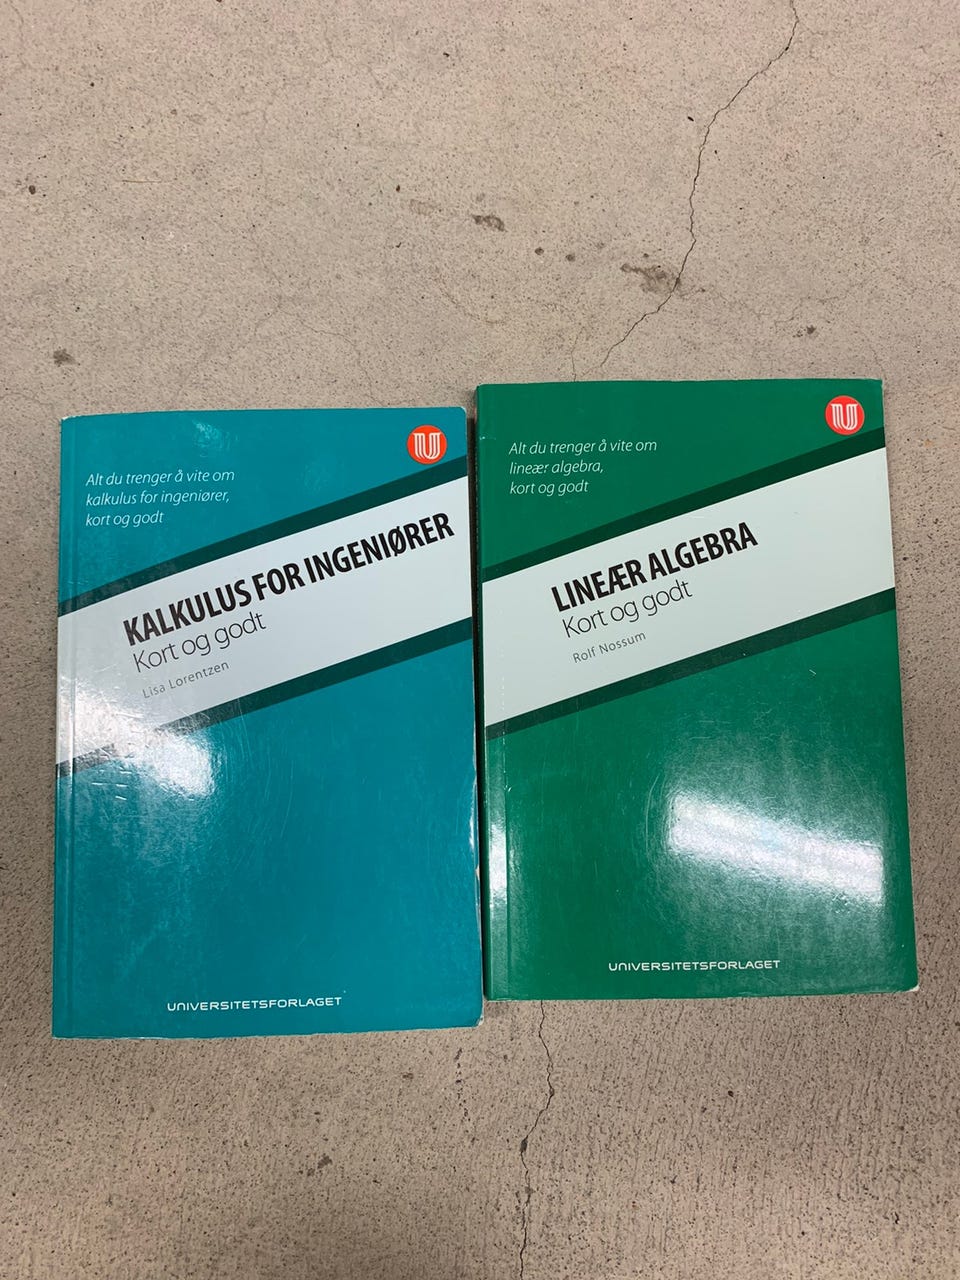 Alt du trenger å vite om
kalkulus for ingeniører,
kort og godt
U
KALKULUS FOR INGENIØRER
Kort og godt
Lisa Lorentzen
UNIVERSITETSFORLAGET
Alt du trenger å vite om
lineær algebra,
kort og godt
U
LINEÆR ALGEBRA
Kort og godt
Rolf Nossum
UNIVERSITETSFORLAGET